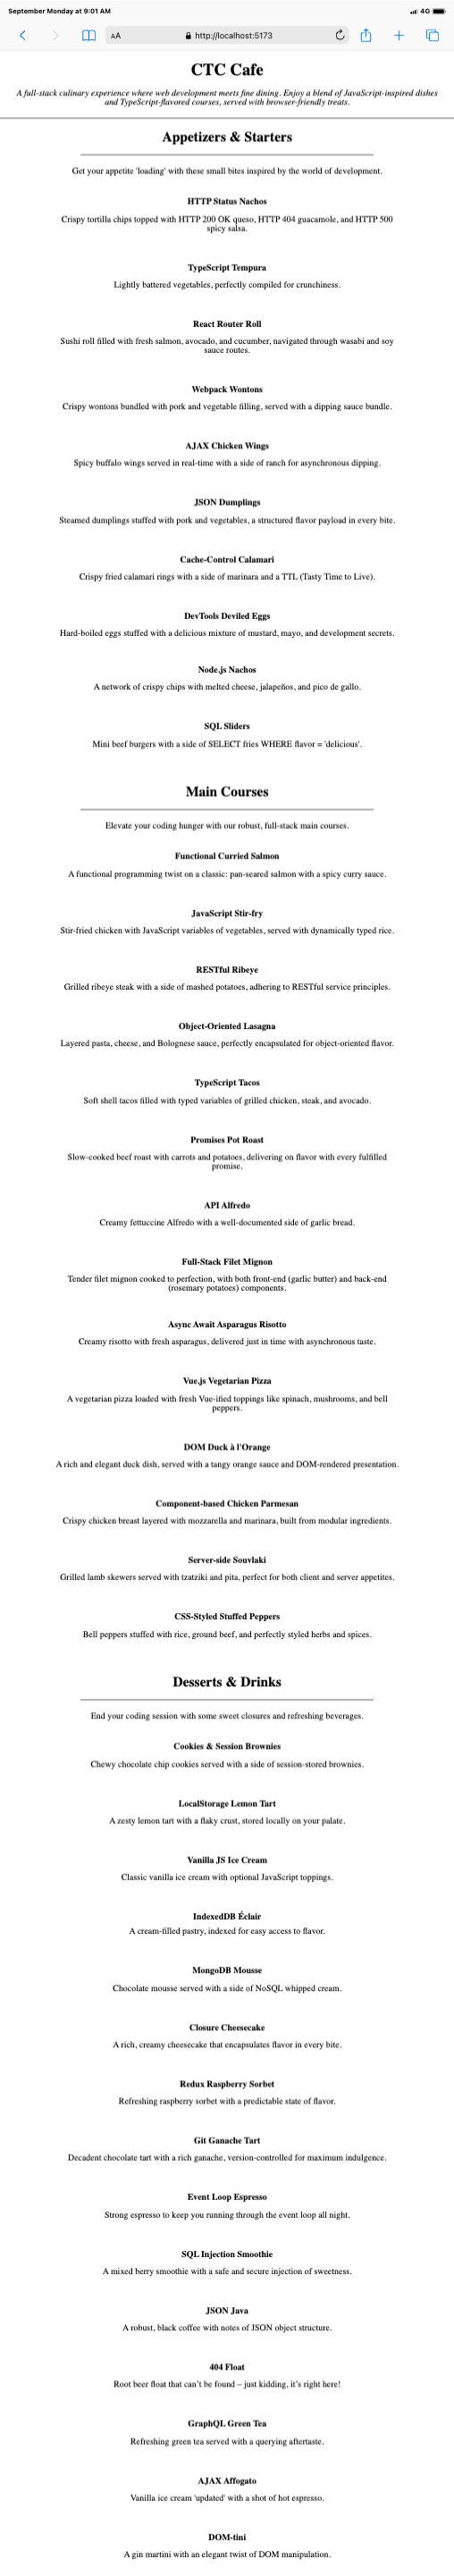 September Monday at 9:01 AM
4G
AA
http://localhost:5173
CTC Cafe
A full-stack culinary experience where web development meets fine dining. Enjoy a blend of JavaScript-inspired dishes
and TypeScript-flavored courses, served with browser-friendly treats.
Appetizers & Starters
Get your appetite 'loading' with these small bites inspired by the world of development.
HTTP Status Nachos
Crispy tortilla chips topped with HTTP 200 OK queso, HTTP 404 guacamole, and HTTP 500
spicy salsa.
TypeScript Tempura
Lightly battered vegetables, perfectly compiled for crunchiness.
React Router Roll
Sushi roll filled with fresh salmon, avocado, and cucumber, navigated through wasabi and soy
sauce routes.
Webpack Wontons
Crispy wontons bundled with pork and vegetable filling, served with a dipping sauce bundle.
AJAX Chicken Wings
Spicy buffalo wings served in real-time with a side of ranch for asynchronous dipping.
JSON Dumplings
Steamed dumplings stuffed with pork and vegetables, a structured flavor payload in every bite.
Cache-Control Calamari
Crispy fried calamari rings with a side of marinara and a TTL (Tasty Time to Live).
DevTools Deviled Eggs
Hard-boiled eggs stuffed with a delicious mixture of mustard, mayo, and development secrets.
Node.js Nachos
A network of crispy chips with melted cheese, jalapeños, and pico de gallo.
SQL Sliders
Mini beef burgers with a side of SELECT fries WHERE flavor = 'delicious'.
Main Courses
Elevate your coding hunger with our robust, full-stack main courses.
Functional Curried Salmon
A functional programming twist on a classic: pan-seared salmon with a spicy curry sauce.
JavaScript Stir-fry
Stir-fried chicken with JavaScript variables of vegetables, served with dynamically typed rice.
RESTful Ribeye
Grilled ribeye steak with a side of mashed potatoes, adhering to RESTful service principles.
Object-Oriented Lasagna
Layered pasta, cheese, and Bolognese sauce, perfectly encapsulated for object-oriented flavor.
TypeScript Tacos
Soft shell tacos filled with typed variables of grilled chicken, steak, and avocado.
Promises Pot Roast
Slow-cooked beef roast with carrots and potatoes, delivering on flavor with every fulfilled
promise.
API Alfredo
Creamy fettuccine Alfredo with a well-documented side of garlic bread.
Full-Stack Filet Mignon
Tender filet mignon cooked to perfection, with both front-end (garlic butter) and back-end
(rosemary potatoes) components.
Async Await Asparagus Risotto
Creamy risotto with fresh asparagus, delivered just in time with asynchronous taste.
Vue.js Vegetarian Pizza
A vegetarian pizza loaded with fresh Vue-ified toppings like spinach, mushrooms, and bell
peppers.
DOM Duck à l'Orange
A rich and elegant duck dish, served with a tangy orange sauce and DOM-rendered presentation.
Component-based Chicken Parmesan
Crispy chicken breast layered with mozzarella and marinara, built from modular ingredients.
Server-side Souvlaki
Grilled lamb skewers served with tzatziki and pita, perfect for both client and server appetites.
CSS-Styled Stuffed Peppers
Bell peppers stuffed with rice, ground beef, and perfectly styled herbs and spices.
Desserts & Drinks
End your coding session with some sweet closures and refreshing beverages.
Cookies & Session Brownies
Chewy chocolate chip cookies served with a side of session-stored brownies.
LocalStorage Lemon Tart
A zesty lemon tart with a flaky crust, stored locally on your palate.
Vanilla JS Ice Cream
Classic vanilla ice cream with optional JavaScript toppings.
IndexedDB Éclair
A cream-filled pastry, indexed for easy access to flavor.
MongoDB Mousse
Chocolate mousse served with a side of NoSQL whipped cream.
Closure Cheesecake
A rich, creamy cheesecake that encapsulates flavor in every bite.
Redux Raspberry Sorbet
Refreshing raspberry sorbet with a predictable state of flavor.
Git Ganache Tart
Decadent chocolate tart with a rich ganache, version-controlled for maximum indulgence.
Event Loop Espresso
Strong espresso to keep you running through the event loop all night.
SQL Injection Smoothie
A mixed berry smoothie with a safe and secure injection of sweetness.
JSON Java
A robust, black coffee with notes of JSON object structure.
404 Float
Root beer float that can't be found – just kidding, it's right here!
GraphQL Green Tea
Refreshing green tea served with a querying aftertaste.
AJAX Affogato
Vanilla ice cream 'updated' with a shot of hot espresso.
DOM-tini
A gin martini with an elegant twist of DOM manipulation.